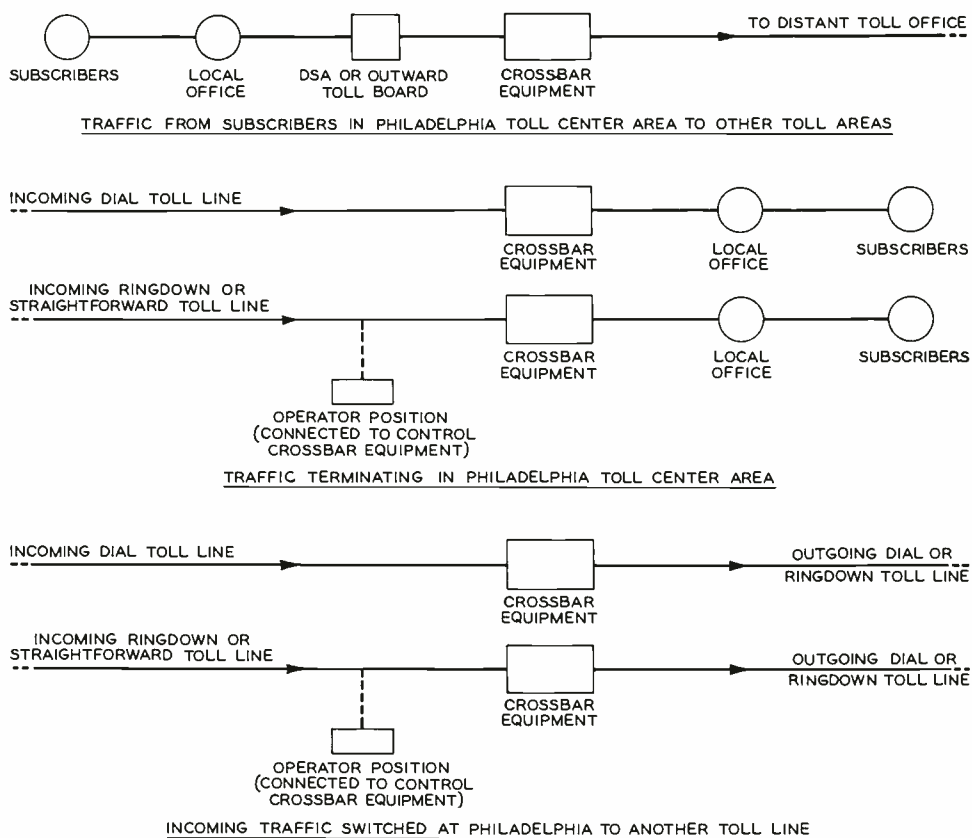 TO DISTANT TOLL OFFICE
SUBSCRIBERS
LOCAL
OFFICE
DSA OR OUTWARD
TOLL BOARD
CROSSBAR
EQUIPMENT
TRAFFIC FROM SUBSCRIBERS IN PHILADELPHIA TOLL CENTER AREA TO OTHER TOLL AREAS
INCOMING DIAL TOLL LINE
CROSSBAR
EQUIPMENT
LOCAL
OFFICE
SUBSCRIBERS
INCOMING RINGDOWN OR
STRAIGHTFORWARD TOLL LINE
CROSSBAR
EQUIPMENT
LOCAL
OFFICE
SUBSCRIBERS
OPERATOR POSITION
(CONNECTED TO CONTROL
CROSSBAR EQUIPMENT)
TRAFFIC TERMINATING IN PHILADELPHIA TOLL CENTER AREA
INCOMING DIAL TOLL LINE
CROSSBAR
EQUIPMENT
OUTGOING DIAL OR
RINGDOWN TOLL LINE
INCOMING RINGDOWN OR
STRAIGHTFORWARD TOLL LINE
CROSSBAR
EQUIPMENT
OUTGOING DIAL OR
RINGDOWN TOLL LINE
OPERATOR POSITION
(CONNECTED TO CONTROL
CROSSBAR EQUIPMENT)
INCOMING TRAFFIC SWITCHED AT PHILADELPHIA TO ANOTHER TOLL LINE